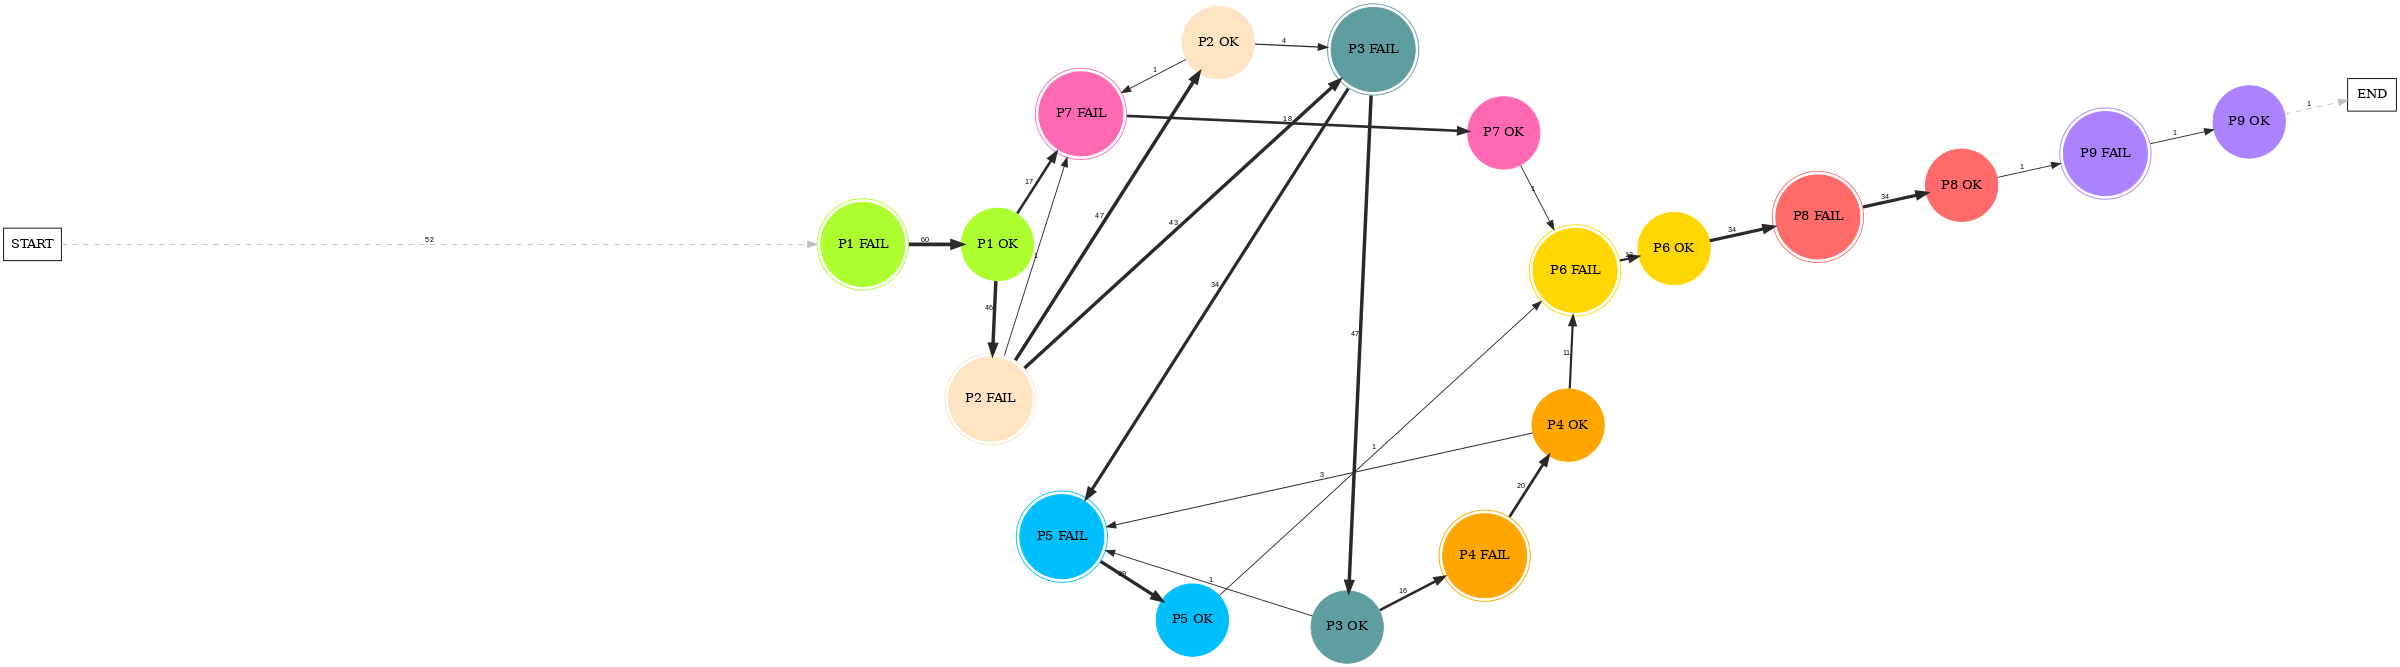 P2 OK
4
P3 FAIL
1
P7 FAIL
18
P7 OK
END
1
P9 OK
1
P9 FAIL
1
P8 OK
34
P8 FAIL
34
P6 OK
P6 FAIL
1
17
47
43
START
52
P1 FAIL
60
P1 OK
1
46
34
47
11
P2 FAIL
P4 OK
1
3
20
P5 FAIL
P4 FAIL
1
16
P5 OK
P3 OK